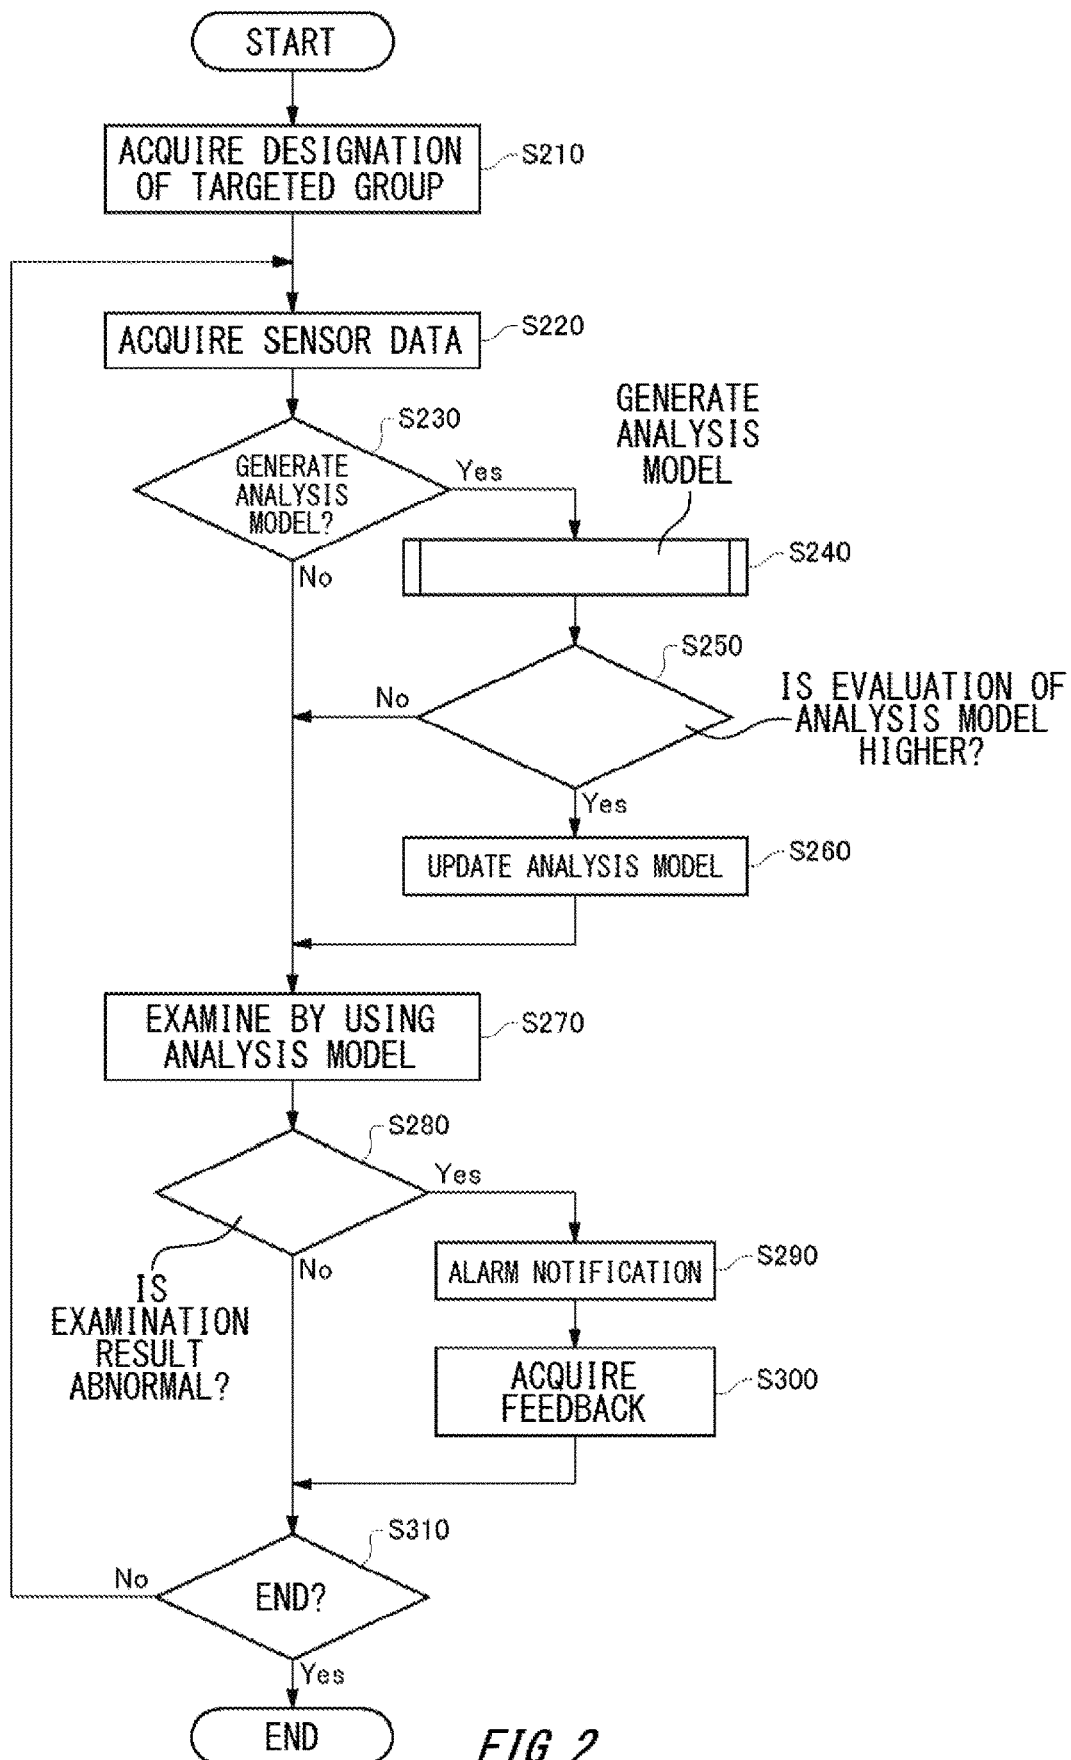 START
ACQUIRE DESIGNATION
OF TARGETED GROUP
S210
ACQUIRE SENSOR DATA
S220
S230
GENERATE
ANALYSIS
MODEL?
Yes
No
GENERATE
ANALYSIS
MODEL
S240
S250
No
IS EVALUATION OF
ANALYSIS MODEL
HIGHER?
Yes
UPDATE ANALYSIS MODEL
S260
EXAMINE BY USING
ANALYSIS MODEL
S270
S280
Yes
No
IS
EXAMINATION
RESULT
ABNORMAL?
ALARM NOTIFICATION
S290
ACQUIRE
FEEDBACK
S300
S310
No
END?
Yes
END
FIG 2